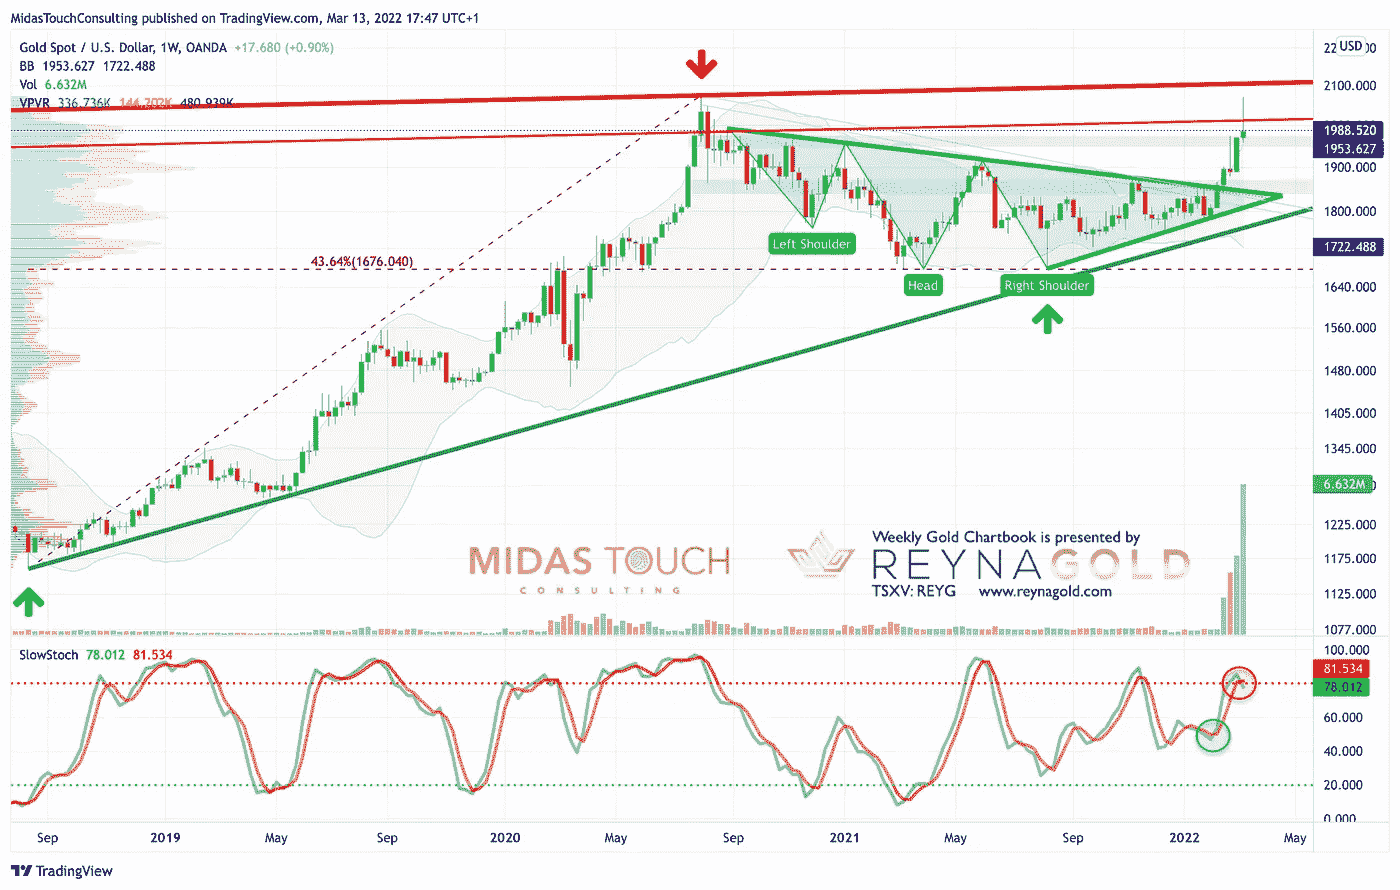 MidasTouchConsulting published on TradingView.com, Mar 13, 2022 17:47 UTC+1
Gold Spot / U.S. Dollar, 1W, OANDA +17.680 (+0.90%)
BB 1953.627 1722.488
Vol 6.632M
VPVR 336.736K 144.202K 480.939K
USD
2100.000
1988.520
1953.627
1900.000
1800.000
1722.488
1640.000
1560.000
1480.000
1405.000
1345.000
6.632M
1225.000
1175.000
1125.000
1077.000
Left Shoulder
43.64%(1676.040)
Head
Right Shoulder
MIDAS TOUCH
CONSULTING
Weekly Gold Chartbook is presented by
REYNAGOLD
TSXV: REYG www.reynagold.com
SlowStoch 78.012 81.534
100.000
81.534
78.012
60.000
40.000
20.000
0.000
Sep 2019 May Sep 2020 May Sep 2021 May Sep 2022 May
TradingView